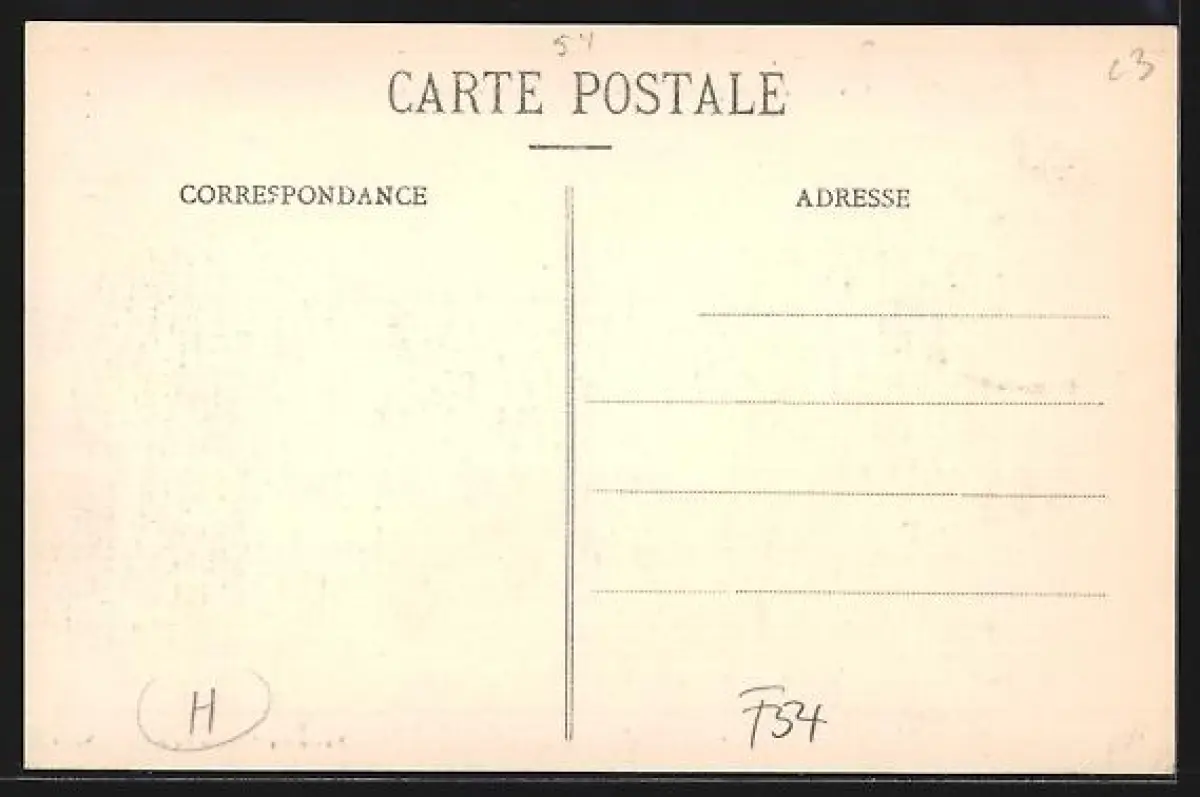 54
c3
CARTE POSTALE
CORRESPONDANCE
ADRESSE
H
F54